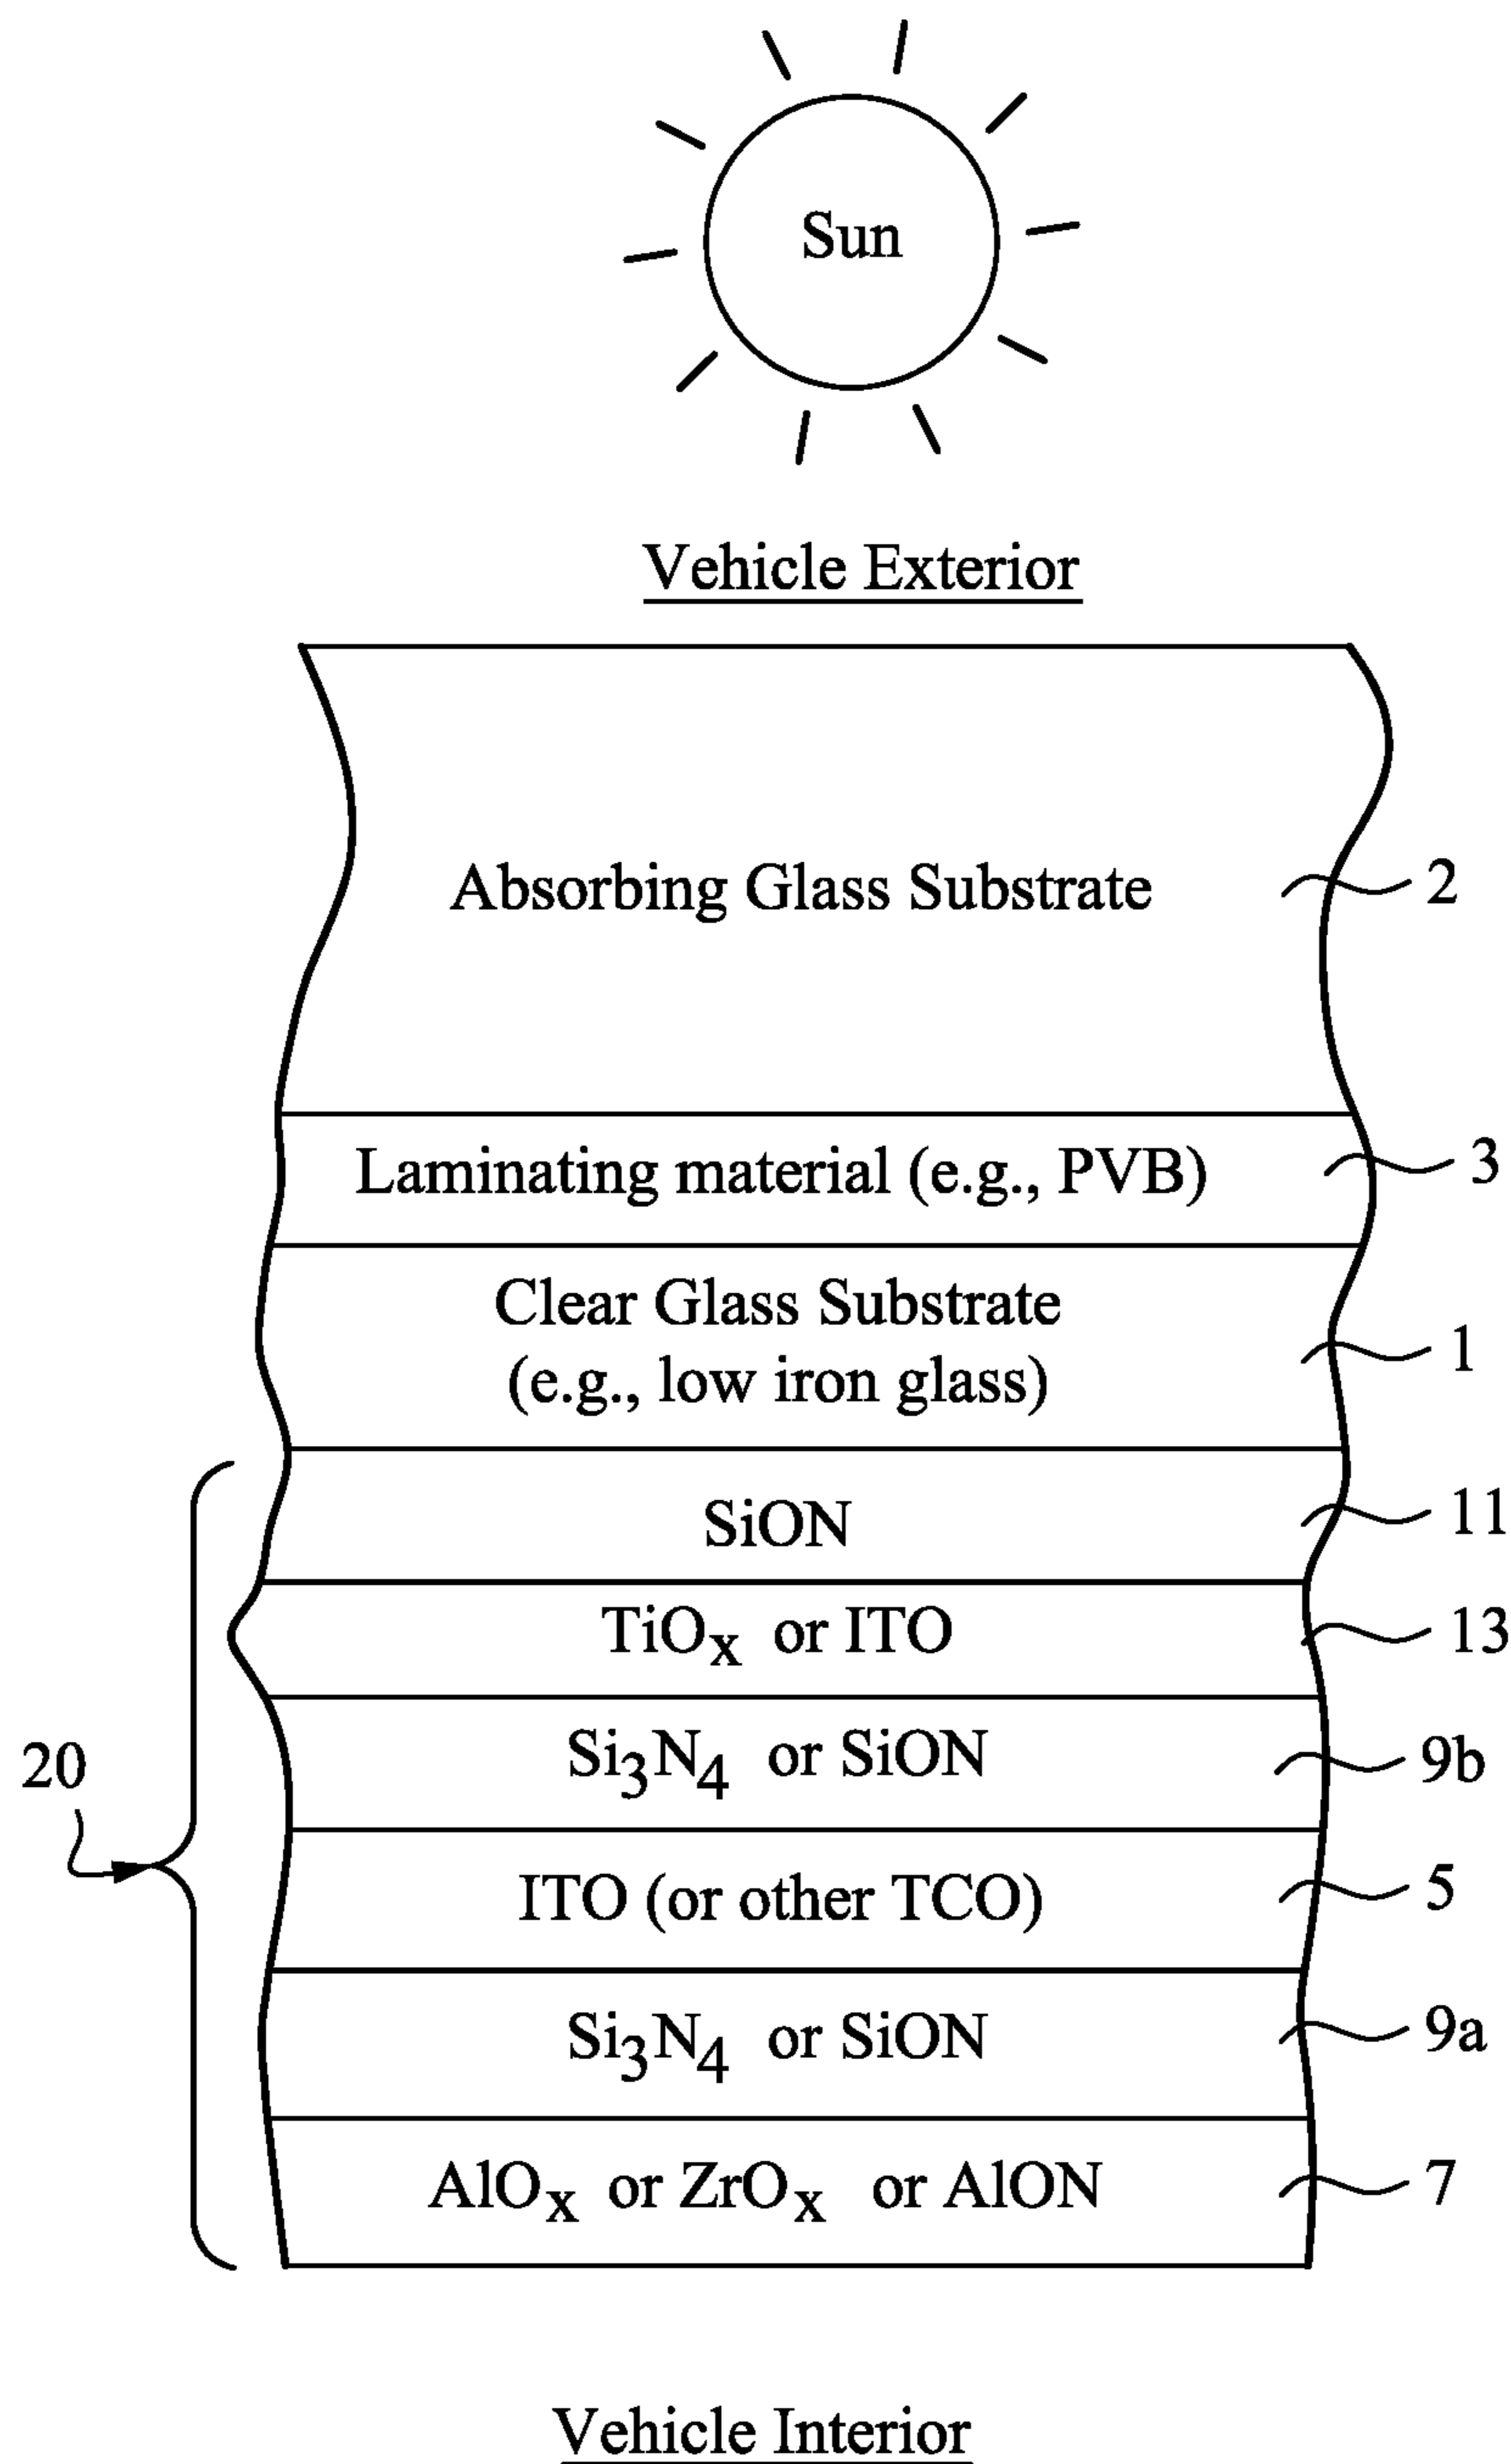 Sun
Vehicle Exterior
Absorbing Glass Substrate
2
Laminating material (e.g., PVB)
3
Clear Glass Substrate
(e.g., low iron glass)
1
SiON
11
TiOx or ITO
13
Si3N4 or SiON
9b
20
ITO (or other TCO)
5
Si3N4 or SiON
9a
AlOx or ZrOx or AlON
7
Vehicle Interior